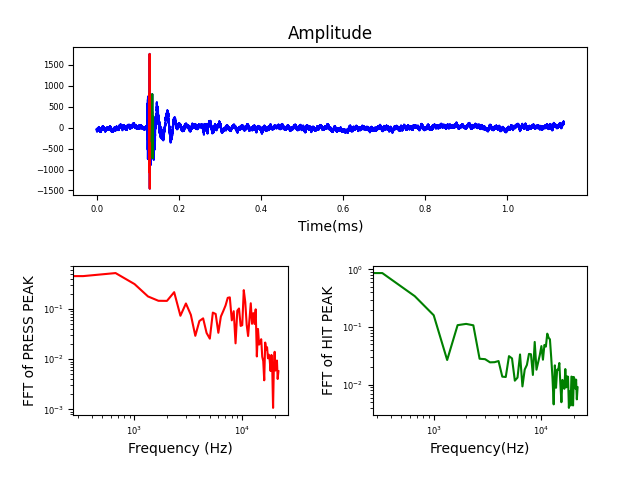 Amplitude
1500
1000
500
0
−500
−1000
−1500
0.0 0.2 0.4 0.6 0.8 1.0
Time(ms)
FFT of PRESS PEAK
10⁻¹
10⁻²
10⁻³
10³ 10⁴
Frequency (Hz)
FFT of HIT PEAK
10⁰
10⁻¹
10⁻²
10³ 10⁴
Frequency(Hz)